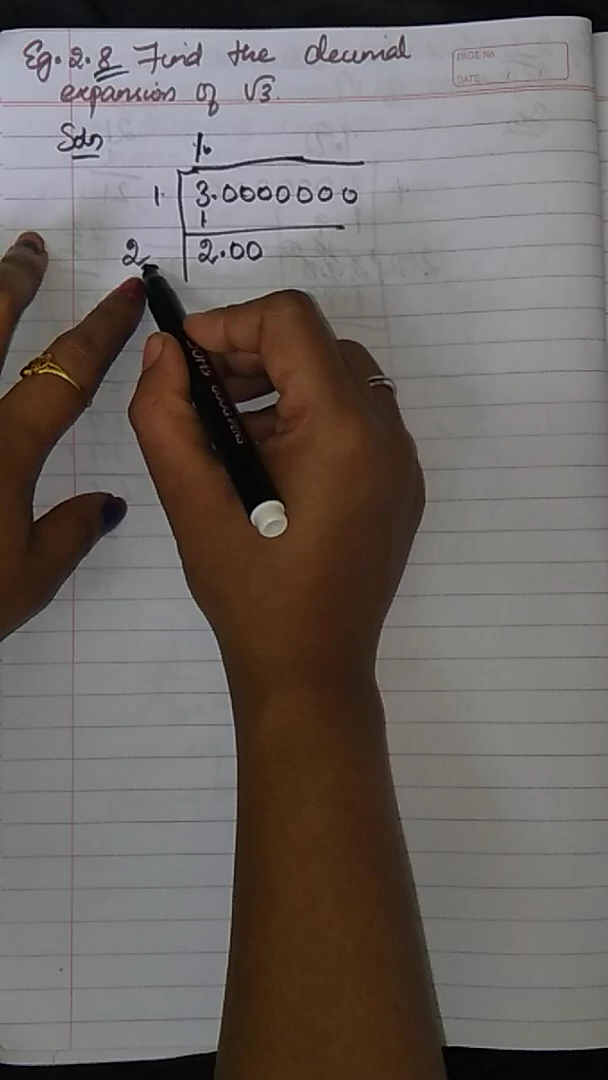 Eg. 2.8 Find the decimal
expansion of √3.
PAGE NO.
DATE: / /
Soln
1.
1. 3.0000000
1
2 2.00